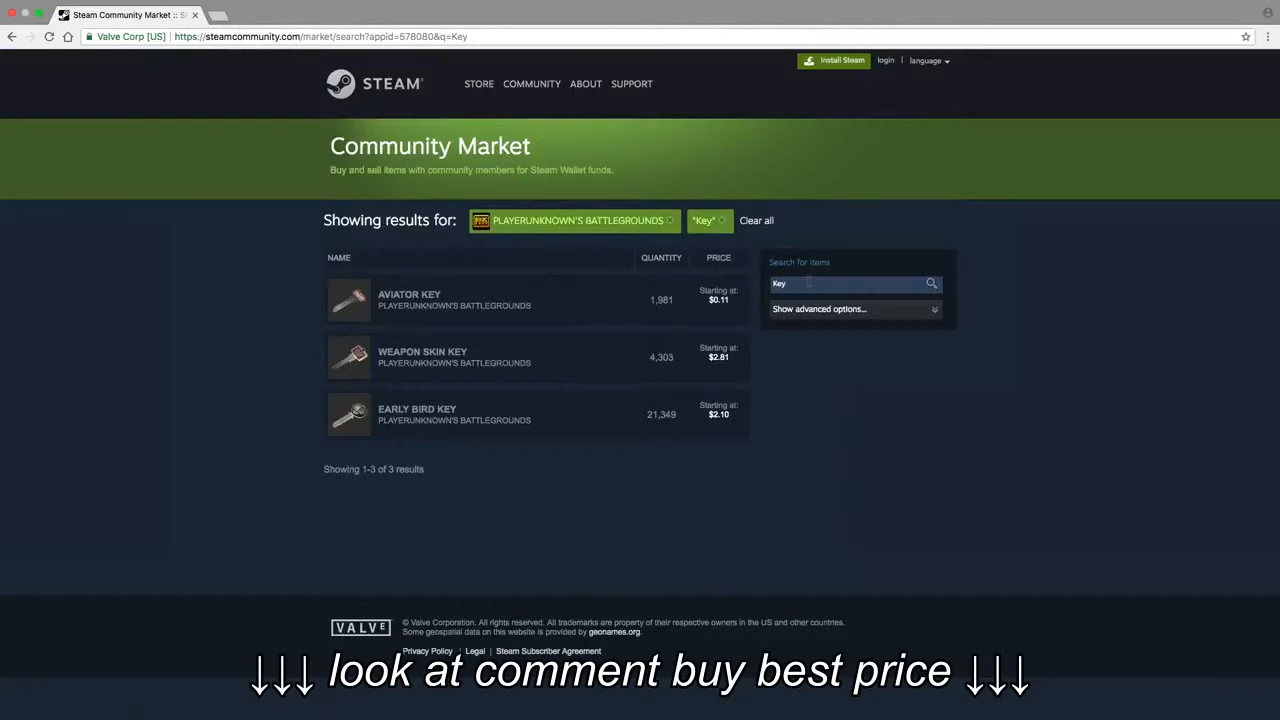 Steam Community Market :: S
Valve Corp [US] | https://steamcommunity.com/market/search?appid=578080&q=Key
Install Steam login | language
STEAM® STORE COMMUNITY ABOUT SUPPORT
Community Market
Buy and sell items with community members for Steam Wallet funds.
Showing results for: PLAYERUNKNOWN'S BATTLEGROUNDS × "Key" × Clear all
NAME QUANTITY PRICE
AVIATOR KEY
PLAYERUNKNOWN'S BATTLEGROUNDS
1,981
Starting at:
$0.11
WEAPON SKIN KEY
PLAYERUNKNOWN'S BATTLEGROUNDS
4,303
Starting at:
$2.81
EARLY BIRD KEY
PLAYERUNKNOWN'S BATTLEGROUNDS
21,349
Starting at:
$2.10
Showing 1-3 of 3 results
Search for items
Key
Show advanced options...
VALVE
© Valve Corporation. All rights reserved. All trademarks are property of their respective owners in the US and other countries.
Some geospatial data on this website is provided by geonames.org.
Privacy Policy | Legal | Steam Subscriber Agreement
↓↓↓ look at comment buy best price ↓↓↓